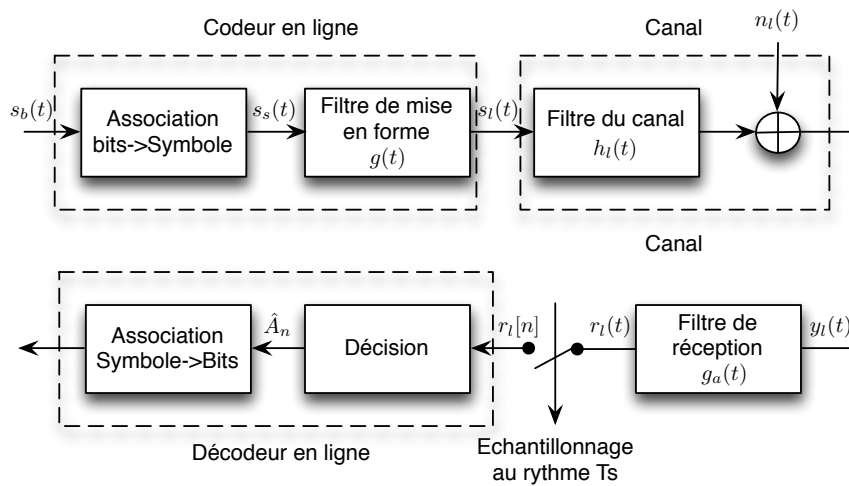 Codeur en ligne
Canal
n_l(t)
s_b(t)
Association
bits->Symbole
s_s(t)
Filtre de mise
en forme
g(t)
s_l(t)
Filtre du canal
h_l(t)
Canal
Association
Symbole->Bits
Â_n
Décision
r_l[n]
r_l(t)
Filtre de
réception
g_a(t)
y_l(t)
Décodeur en ligne
Echantillonnage
au rythme Ts